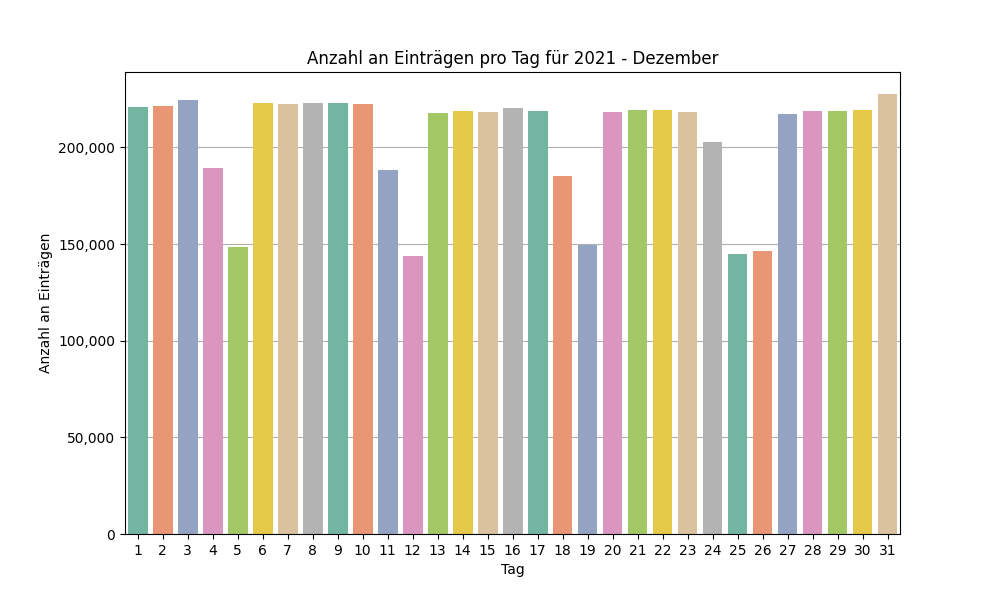 Anzahl an Einträgen pro Tag für 2021 - Dezember
Anzahl an Einträgen
200,000
150,000
100,000
50,000
0
1 2 3 4 5 6 7 8 9 10 11 12 13 14 15 16 17 18 19 20 21 22 23 24 25 26 27 28 29 30 31
Tag